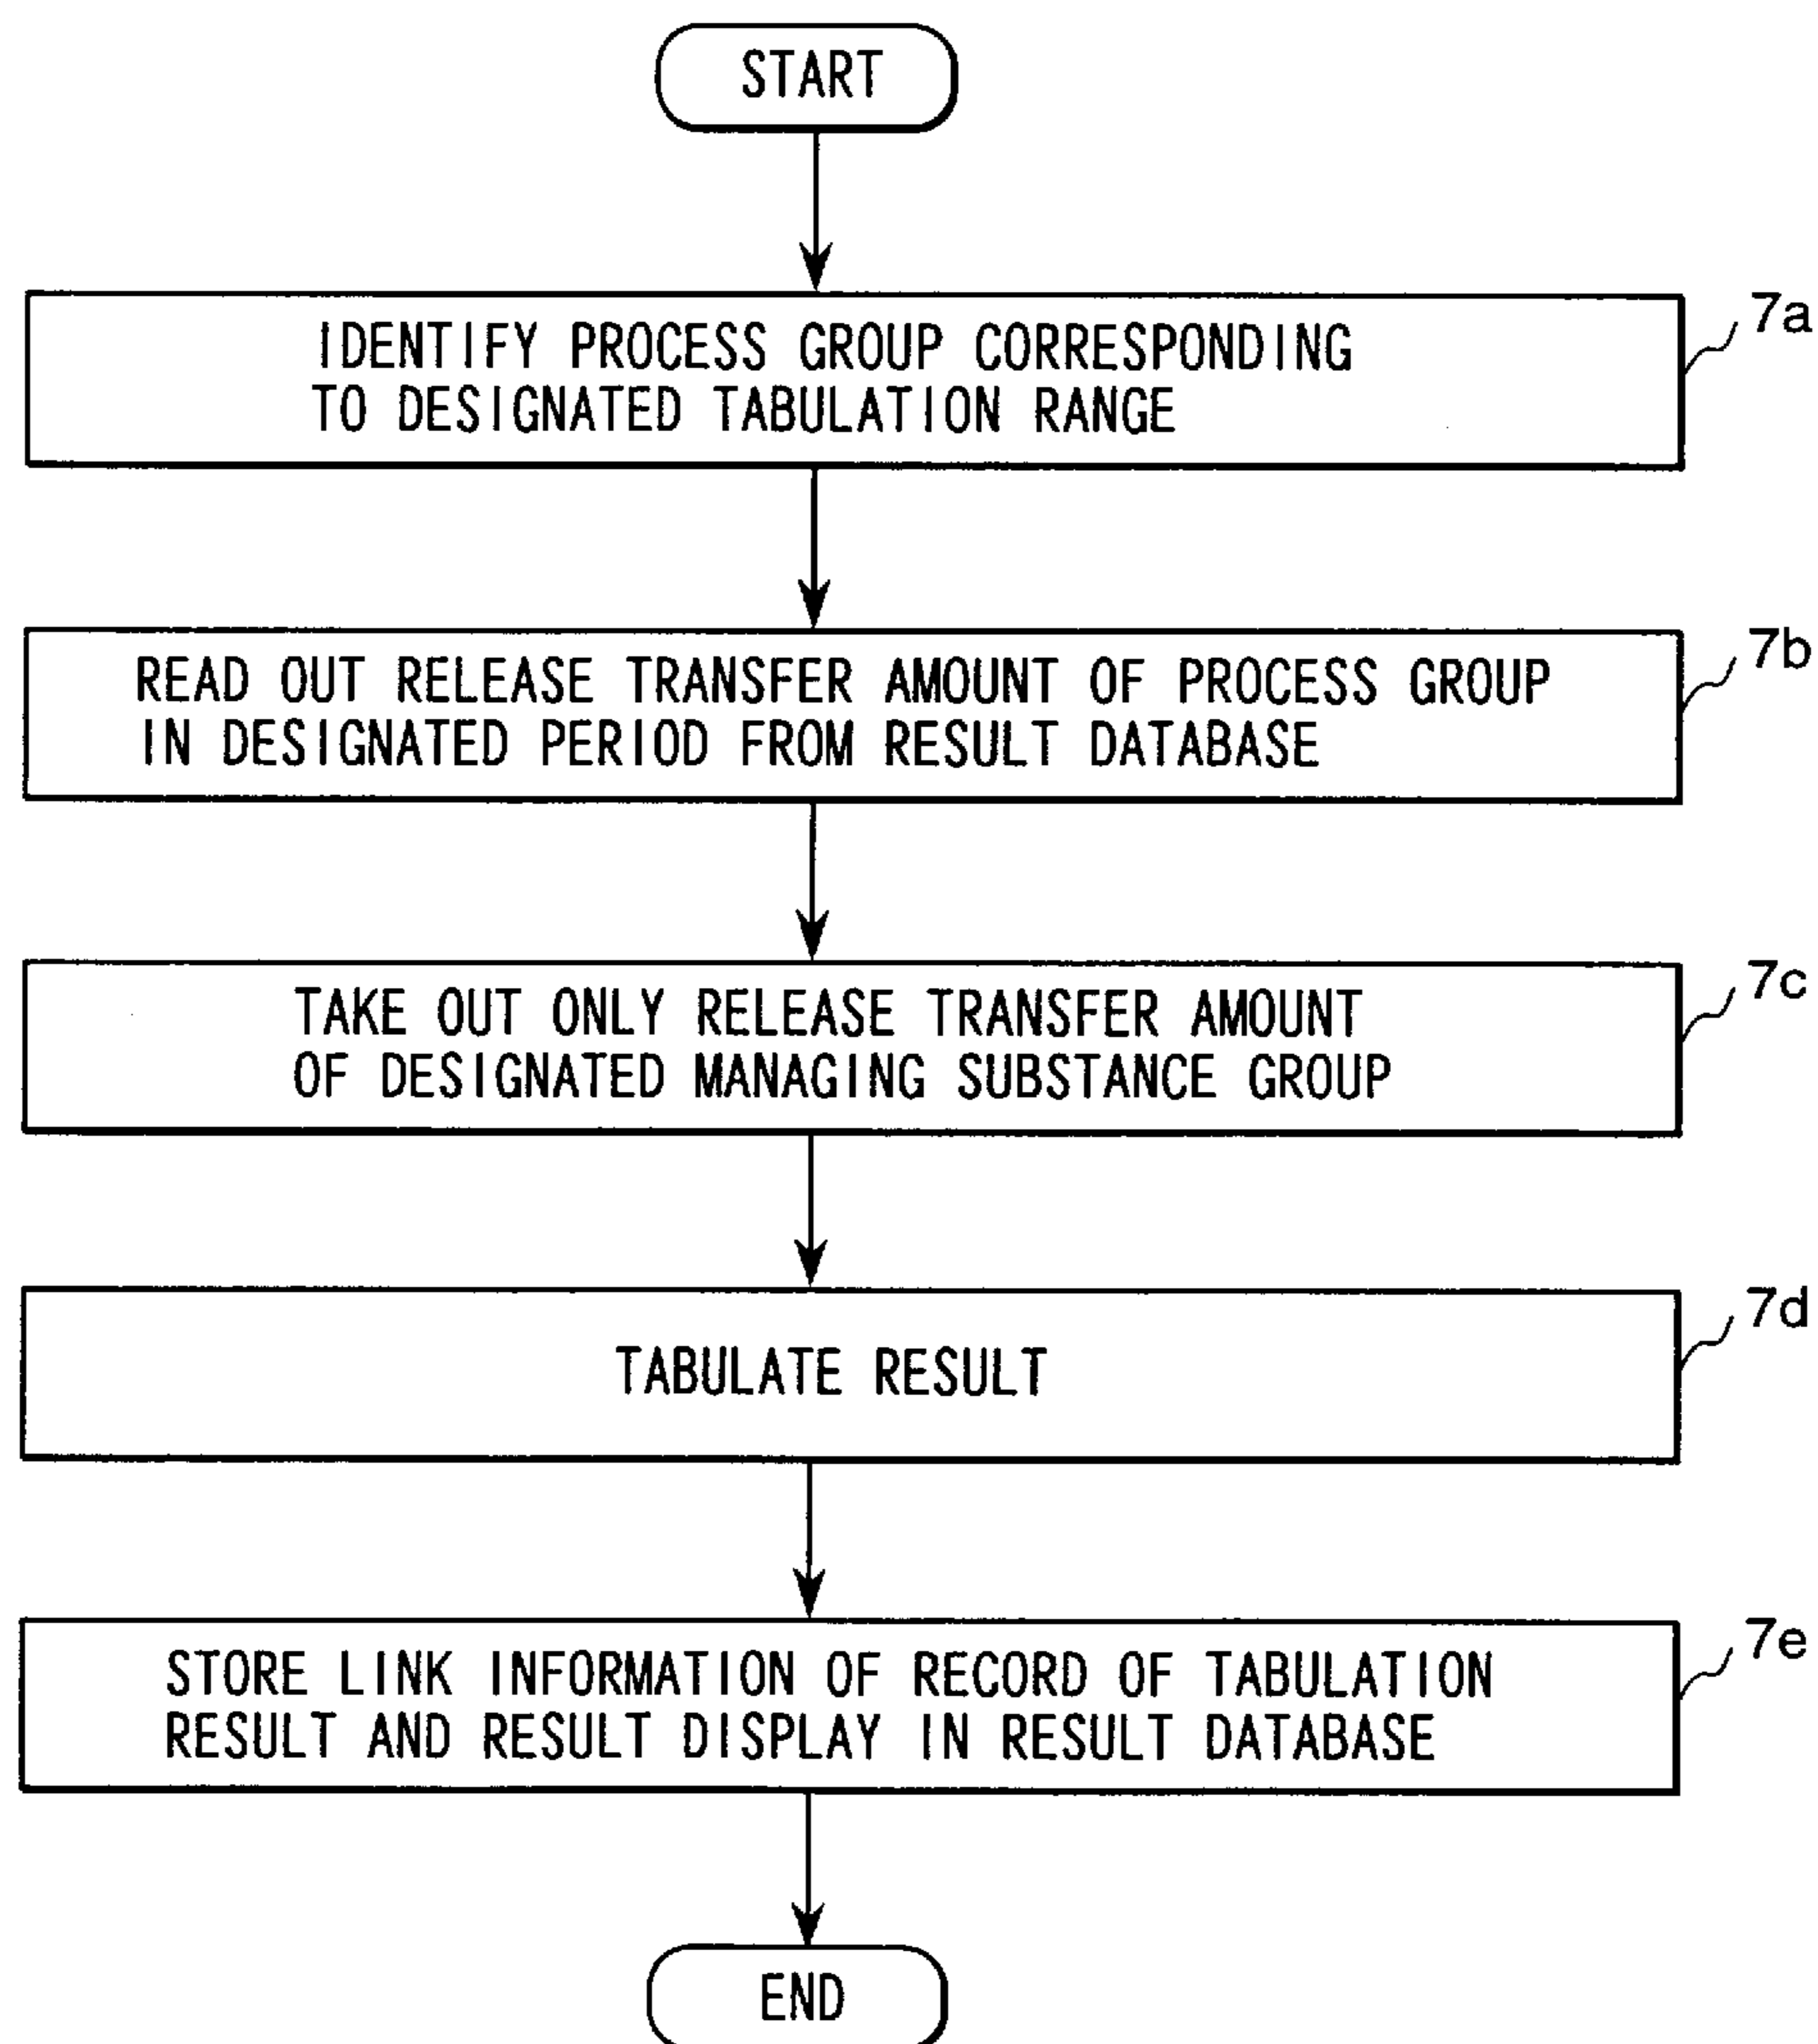 START
IDENTIFY PROCESS GROUP CORRESPONDING
TO DESIGNATED TABULATION RANGE
7a
READ OUT RELEASE TRANSFER AMOUNT OF PROCESS GROUP
IN DESIGNATED PERIOD FROM RESULT DATABASE
7b
TAKE OUT ONLY RELEASE TRANSFER AMOUNT
OF DESIGNATED MANAGING SUBSTANCE GROUP
7c
TABULATE RESULT
7d
STORE LINK INFORMATION OF RECORD OF TABULATION
RESULT AND RESULT DISPLAY IN RESULT DATABASE
7e
END